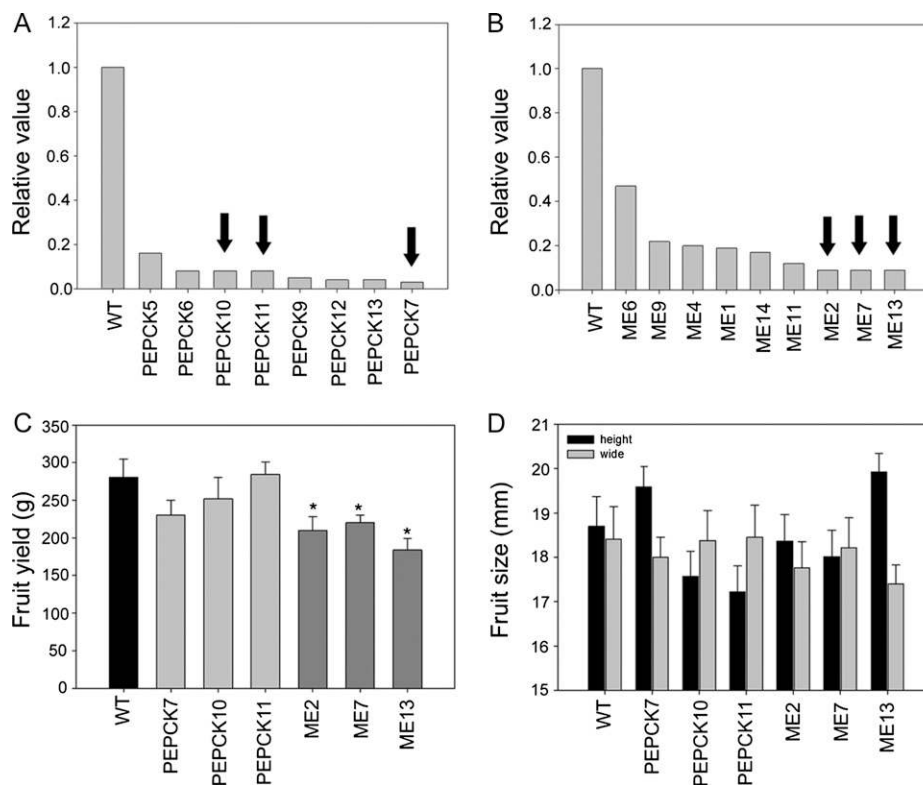 A
1.2
1.0
0.8
0.6
0.4
0.2
0.0
Relative value
WT
PEPCK5
PEPCK6
PEPCK10
PEPCK11
PEPCK9
PEPCK12
PEPCK13
PEPCK7
B
1.2
1.0
0.8
0.6
0.4
0.2
0.0
Relative value
WT
ME6
ME9
ME4
ME1
ME14
ME11
ME2
ME7
ME13
C
350
300
250
200
150
100
50
0
Fruit yield (g)
* * *
WT
PEPCK7
PEPCK10
PEPCK11
ME2
ME7
ME13
D
21
20
19
18
17
16
15
Fruit size (mm)
height
wide
WT
PEPCK7
PEPCK10
PEPCK11
ME2
ME7
ME13